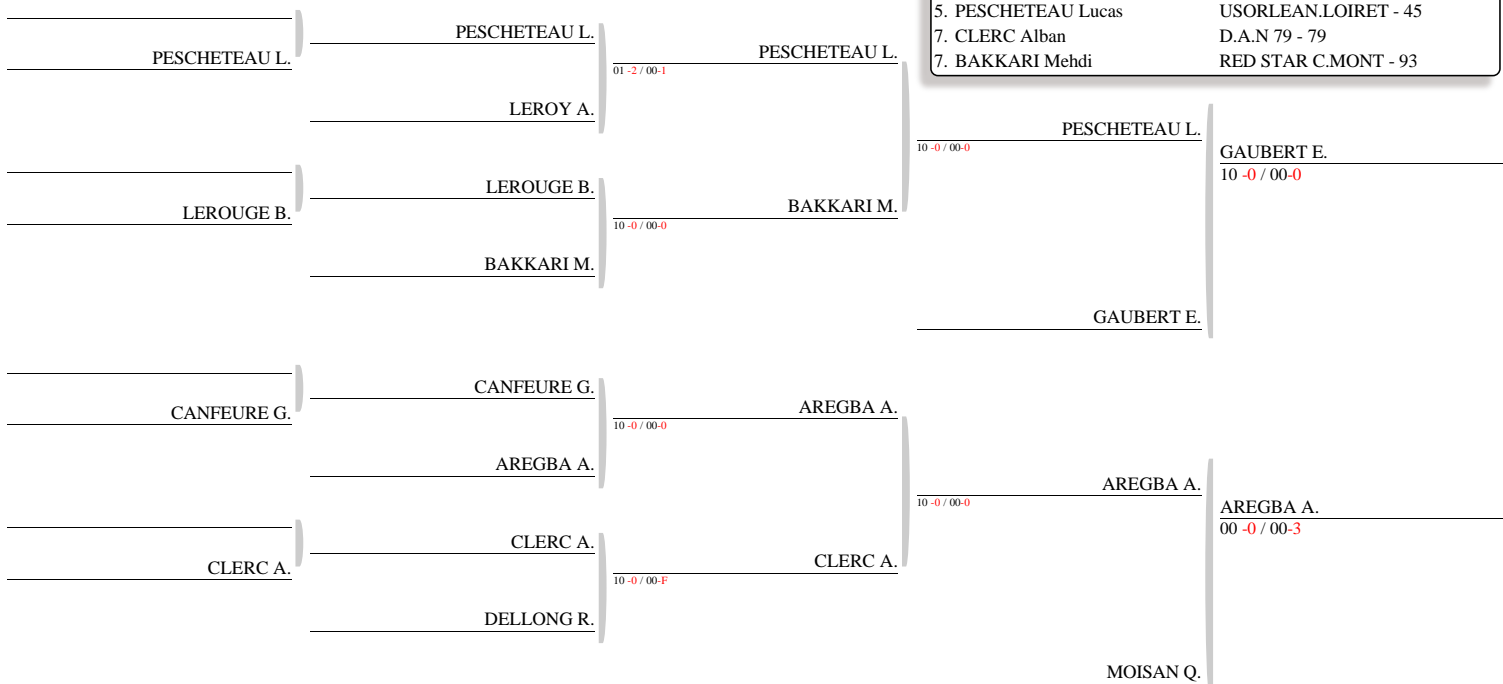 5. PESCHETEAU Lucas USORLEAN.LOIRET - 45
7. CLERC Alban D.A.N 79 - 79
7. BAKKARI Mehdi RED STAR C.MONT - 93
PESCHETEAU L.
LEROUGE B.
CANFEURE G.
CLERC A.
PESCHETEAU L.
LEROY A.
LEROUGE B.
BAKKARI M.
CANFEURE G.
AREGBA A.
CLERC A.
DELLONG R.
PESCHETEAU L.
01 -2 / 00-1
BAKKARI M.
10 -0 / 00-0
AREGBA A.
10 -0 / 00-0
CLERC A.
10 -0 / 00-F
PESCHETEAU L.
10 -0 / 00-0
GAUBERT E.
AREGBA A.
10 -0 / 00-0
MOISAN Q.
GAUBERT E.
10 -0 / 00-0
AREGBA A.
00 -0 / 00-3